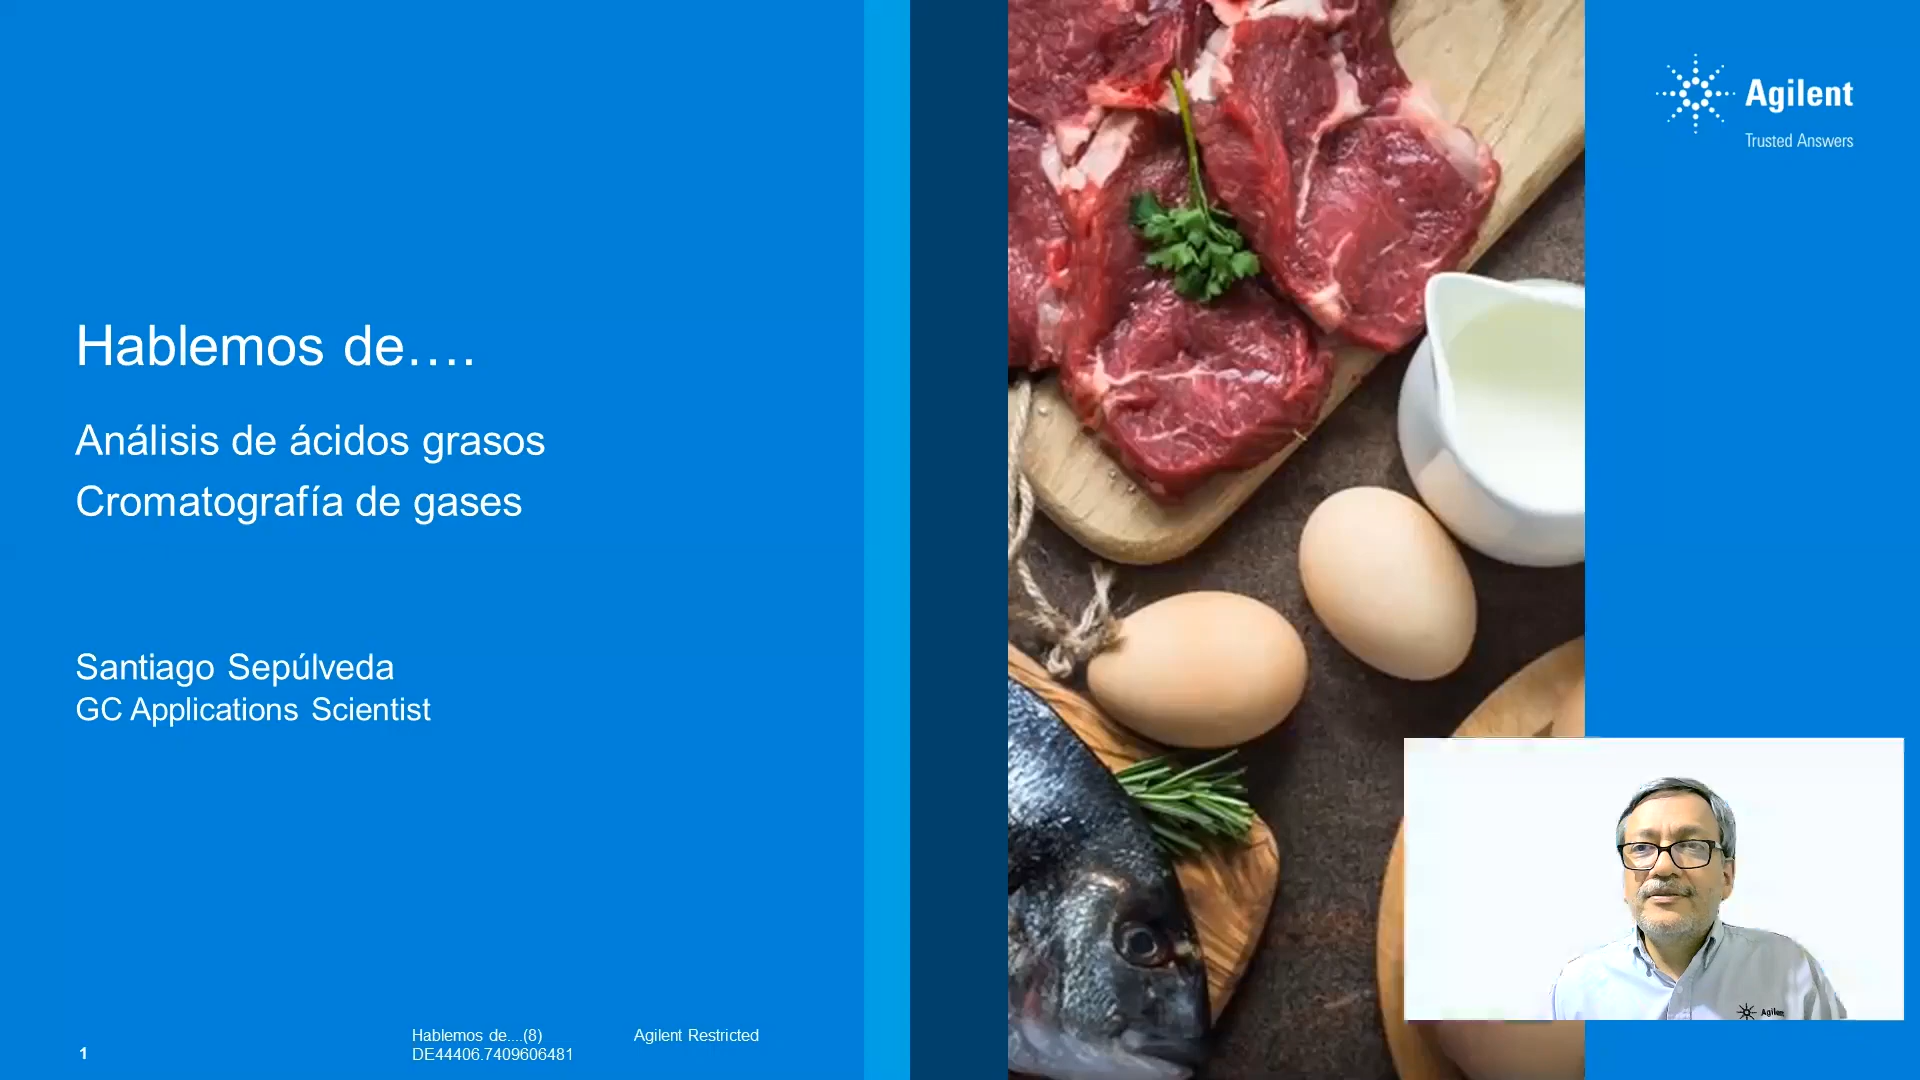 Agilent
Trusted Answers
Hablemos de….
Análisis de ácidos grasos
Cromatografía de gases
Santiago Sepúlveda
GC Applications Scientist
Agilent
Hablemos de....(8)
DE44406.7409606481
Agilent Restricted
1